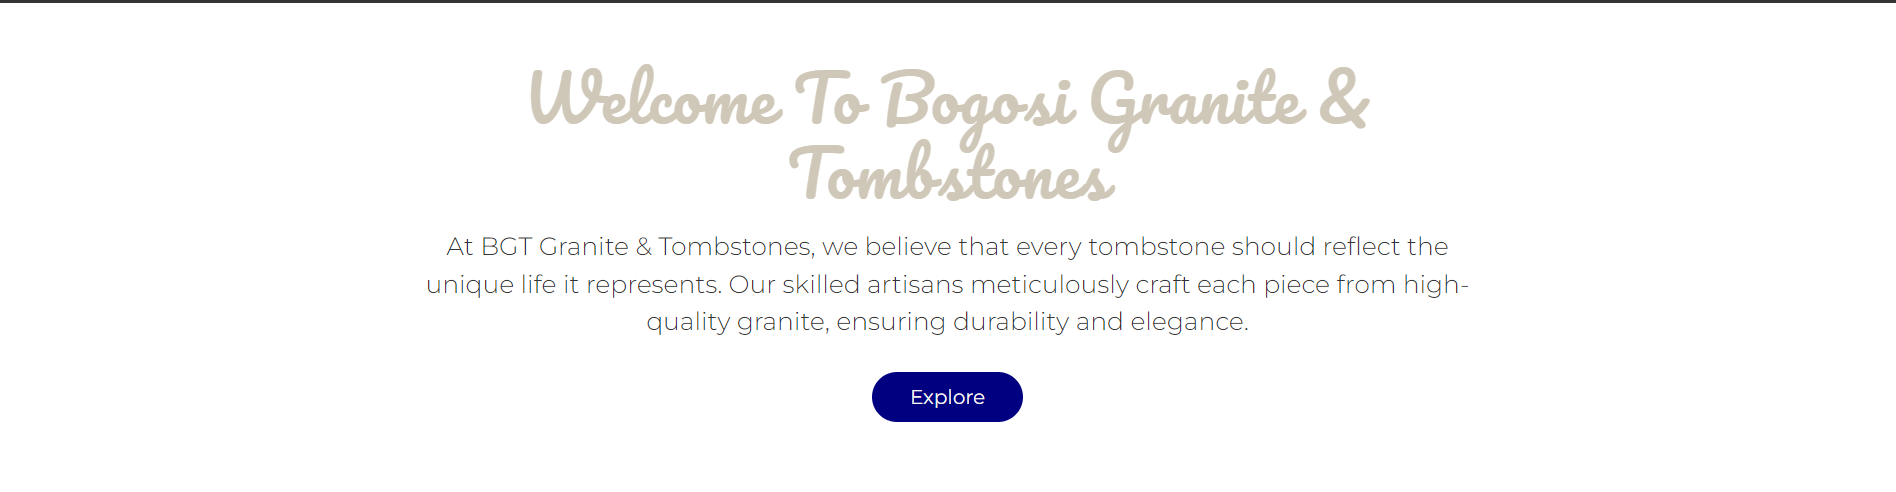 Welcome To Bogosi Granite &
Tombstones
At BGT Granite & Tombstones, we believe that every tombstone should reflect the
unique life it represents. Our skilled artisans meticulously craft each piece from high-
quality granite, ensuring durability and elegance.
Explore